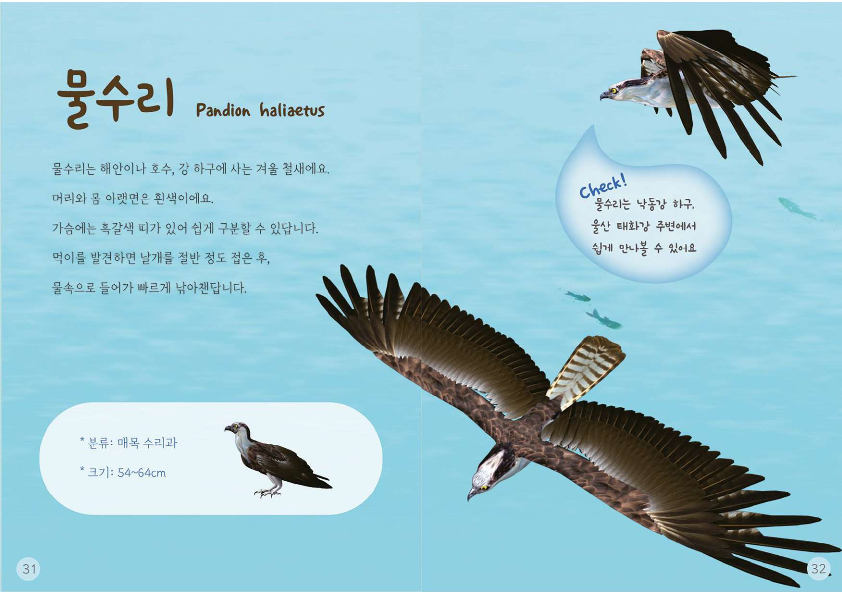 물수리 Pandion haliaetus
물수리는 해안이나 호수, 강 하구에 사는 겨울 철새에요.
머리와 몸 아랫면은 흰색이에요.
가슴에는 흑갈색 띠가 있어 쉽게 구분할 수 있답니다.
먹이를 발견하면 날개를 절반 정도 접은 후,
물속으로 들어가 빠르게 낚아챈답니다.
* 분류: 매목 수리과
* 크기: 54~64cm
31
Check!
물수리는 낙동강 하구,
울산 태화강 주변에서
쉽게 만나볼 수 있어요
32